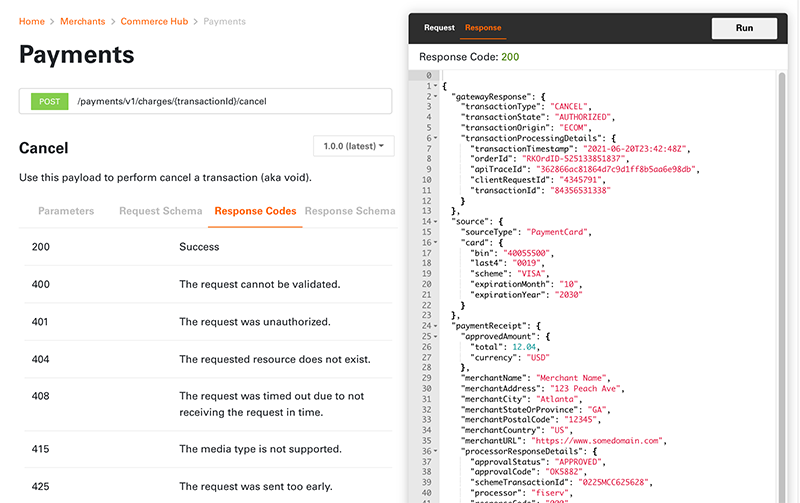 Home > Merchants > Commerce Hub > Payments
Payments
POST /payments/v1/charges/{transactionId}/cancel
Cancel
1.0.0 (latest)
Use this payload to perform cancel a transaction (aka void).
Parameters Request Schema Response Codes Response Schema
200 Success
400 The request cannot be validated.
401 The request was unauthorized.
404 The requested resource does not exist.
408 The request was timed out due to not
receiving the request in time.
415 The media type is not supported.
425 The request was sent too early.
Request Response Run
Response Code: 200
0
1 {
2 "gatewayResponse": {
3 "transactionType": "CANCEL",
4 "transactionState": "AUTHORIZED",
5 "transactionOrigin": "ECOM",
6 "transactionProcessingDetails": {
7 "transactionTimestamp": "2021-06-20T23:42:48Z",
8 "orderId": "RKOrdID-525133851837",
9 "apiTraceId": "362866ac81864d7c9d1ff8b5aa6e98db",
10 "clientRequestId": "4345791",
11 "transactionId": "84356531338"
12 }
13 },
14 "source": {
15 "sourceType": "PaymentCard",
16 "card": {
17 "bin": "40055500",
18 "last4": "0019",
19 "scheme": "VISA",
20 "expirationMonth": "10",
21 "expirationYear": "2030"
22 }
23 },
24 "paymentReceipt": {
25 "approvedAmount": {
26 "total": 12.04,
27 "currency": "USD"
28 },
29 "merchantName": "Merchant Name",
30 "merchantAddress": "123 Peach Ave",
31 "merchantCity": "Atlanta",
32 "merchantStateOrProvince": "GA",
33 "merchantPostalCode": "12345",
34 "merchantCountry": "US",
35 "merchantURL": "https://www.somedomain.com",
36 "processorResponseDetails": {
37 "approvalStatus": "APPROVED",
38 "approvalCode": "OK5882",
39 "schemeTransactionId": "0225MCC625628",
40 "processor": "fiserv",